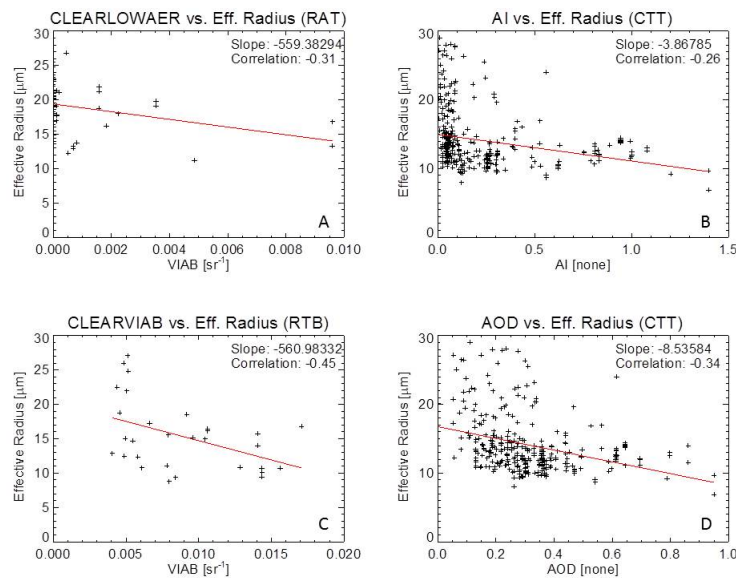 CLEARLOWAER vs. Eff. Radius (RAT)
Slope: -559.38294
Correlation: -0.31
Effective Radius [µm]
30
25
20
15
10
5
0
A
0.000 0.002 0.004 0.006 0.008 0.010
VIAB [sr-1]
AI vs. Eff. Radius (CTT)
Slope: -3.86785
Correlation: -0.26
Effective Radius [µm]
30
25
20
15
10
5
0
B
0.0 0.5 1.0 1.5
AI [none]
CLEARVIAB vs. Eff. Radius (RTB)
Slope: -560.98332
Correlation: -0.45
Effective Radius [µm]
30
25
20
15
10
5
0
C
0.000 0.005 0.010 0.015 0.020
VIAB [sr-1]
AOD vs. Eff. Radius (CTT)
Slope: -8.53584
Correlation: -0.34
Effective Radius [µm]
30
25
20
15
10
5
0
D
0.0 0.2 0.4 0.6 0.8 1.0
AOD [none]